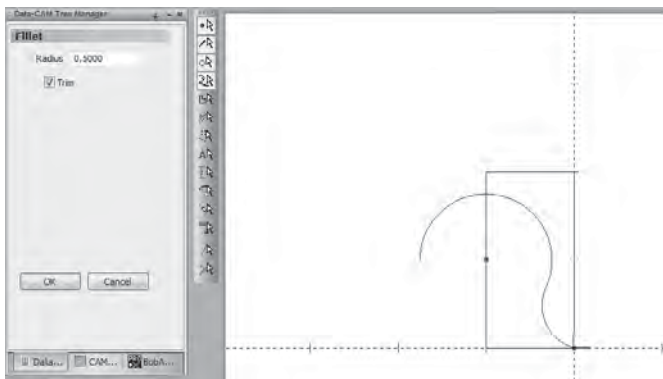 Data-CAM Tree Manager
Fillet
Radius 0.5000
Trim
OK
Cancel
Data...
CAM...
BobA...